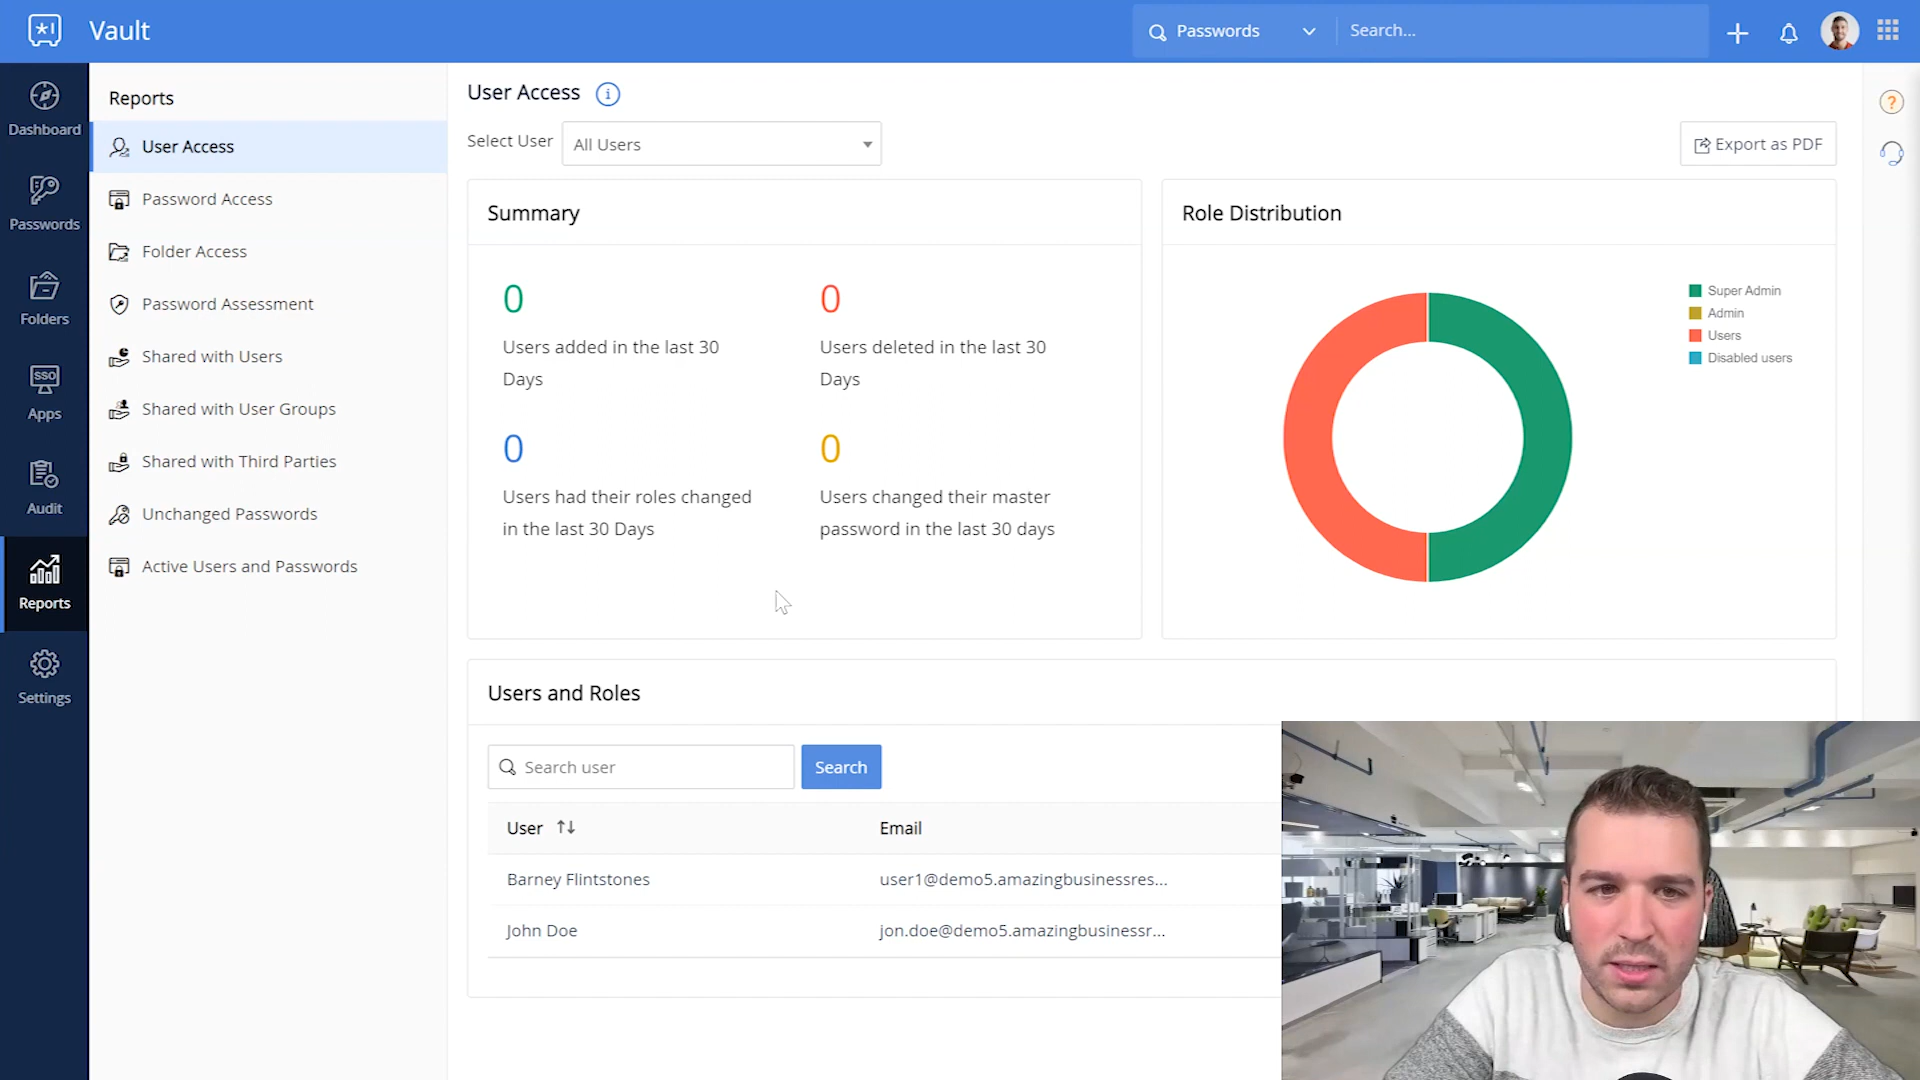 Vault
Passwords
Search...
Dashboard
Passwords
Folders
SSO
Apps
Audit
Reports
Settings
Reports
User Access
Password Access
Folder Access
Password Assessment
Shared with Users
Shared with User Groups
Shared with Third Parties
Unchanged Passwords
Active Users and Passwords
User Access i
Select User
All Users
Export as PDF
?
Summary
0
Users added in the last 30
Days
0
Users deleted in the last 30
Days
0
Users had their roles changed
in the last 30 Days
0
Users changed their master
password in the last 30 days
Role Distribution
Super Admin
Admin
Users
Disabled users
Users and Roles
Search user
Search
User
Email
Barney Flintstones
user1@demo5.amazingbusinessres...
John Doe
jon.doe@demo5.amazingbusinessr...